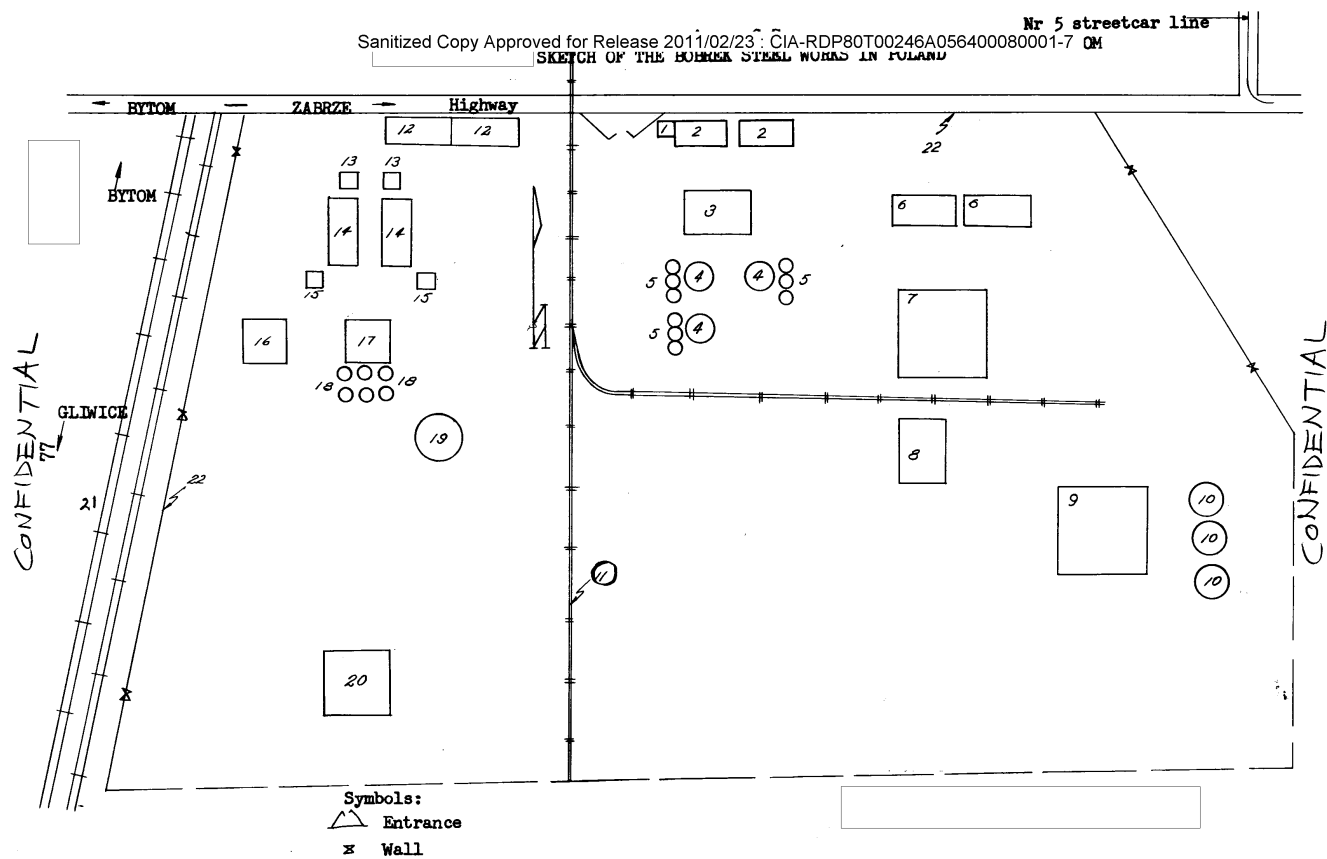 Nr 5 streetcar line
Sanitized Copy Approved for Release 2011/02/23 : CIA-RDP80T00246A056400080001-7
OM
SKETCH OF THE BOBREK STEEL WORKS IN POLAND
BYTOM — ZABRZE Highway
12 12 1 2 2
22
13 13
BYTOM
14 14 3 6 6
15 15
5 4 4 5
7
N
16 17 5 4
18 18
GLIWICE
19
8
CONFIDENTIAL
77
CONFIDENTIAL
22
21
9 10
10
10
11
20
Symbols:
Entrance
Wall